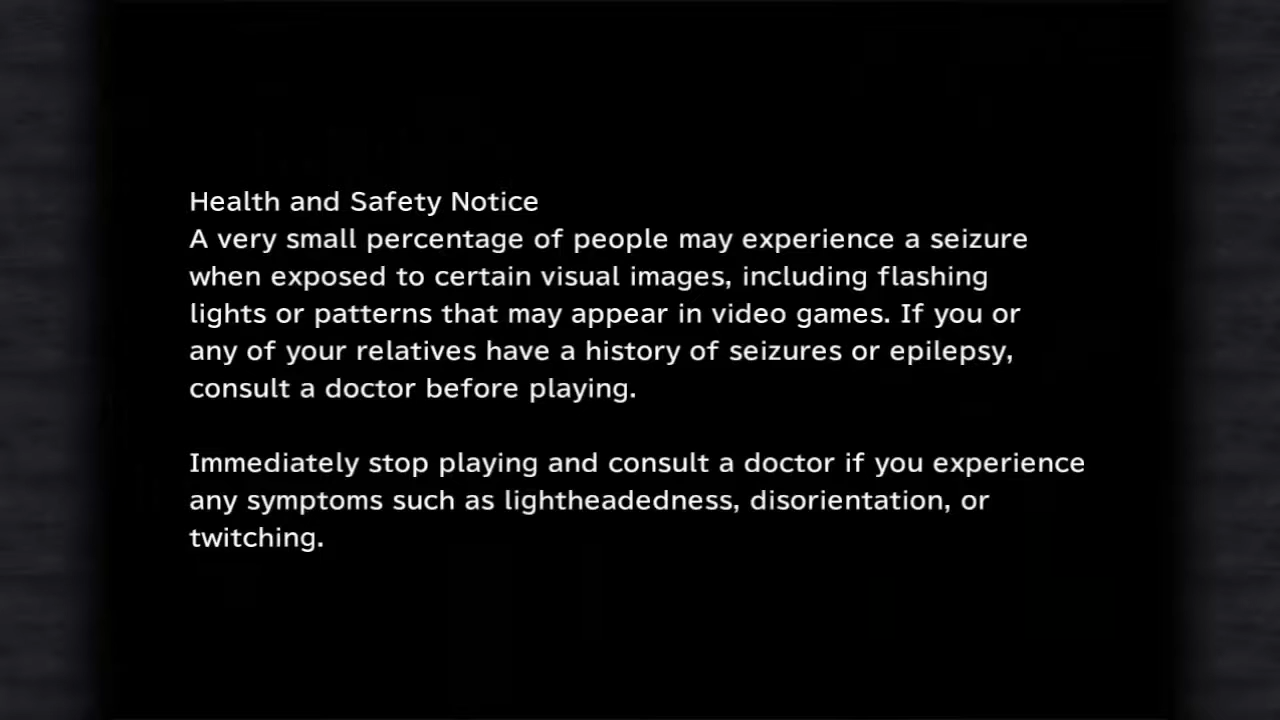 Health and Safety Notice
A very small percentage of people may experience a seizure
when exposed to certain visual images, including flashing
lights or patterns that may appear in video games. If you or
any of your relatives have a history of seizures or epilepsy,
consult a doctor before playing.
Immediately stop playing and consult a doctor if you experience
any symptoms such as lightheadedness, disorientation, or
twitching.